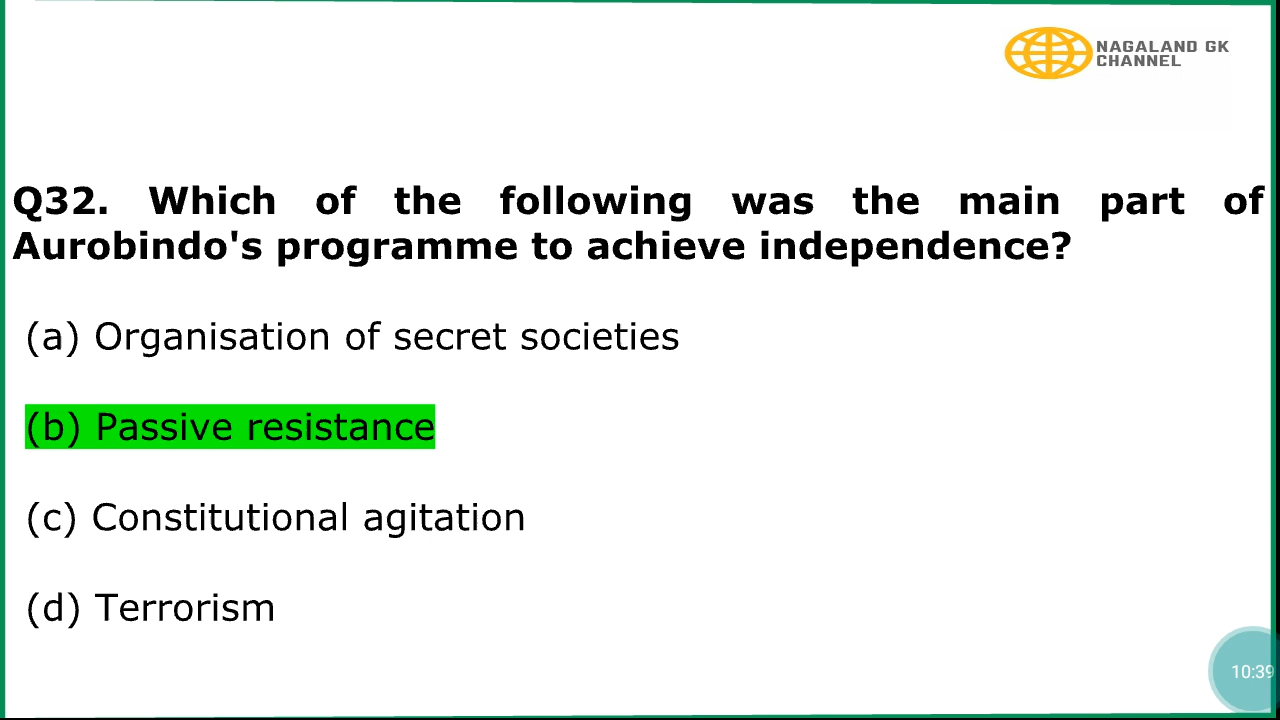 NAGALAND GK
CHANNEL
Q32. Which of the following was the main part of
Aurobindo's programme to achieve independence?
(a) Organisation of secret societies
(b) Passive resistance
(c) Constitutional agitation
(d) Terrorism
10:39